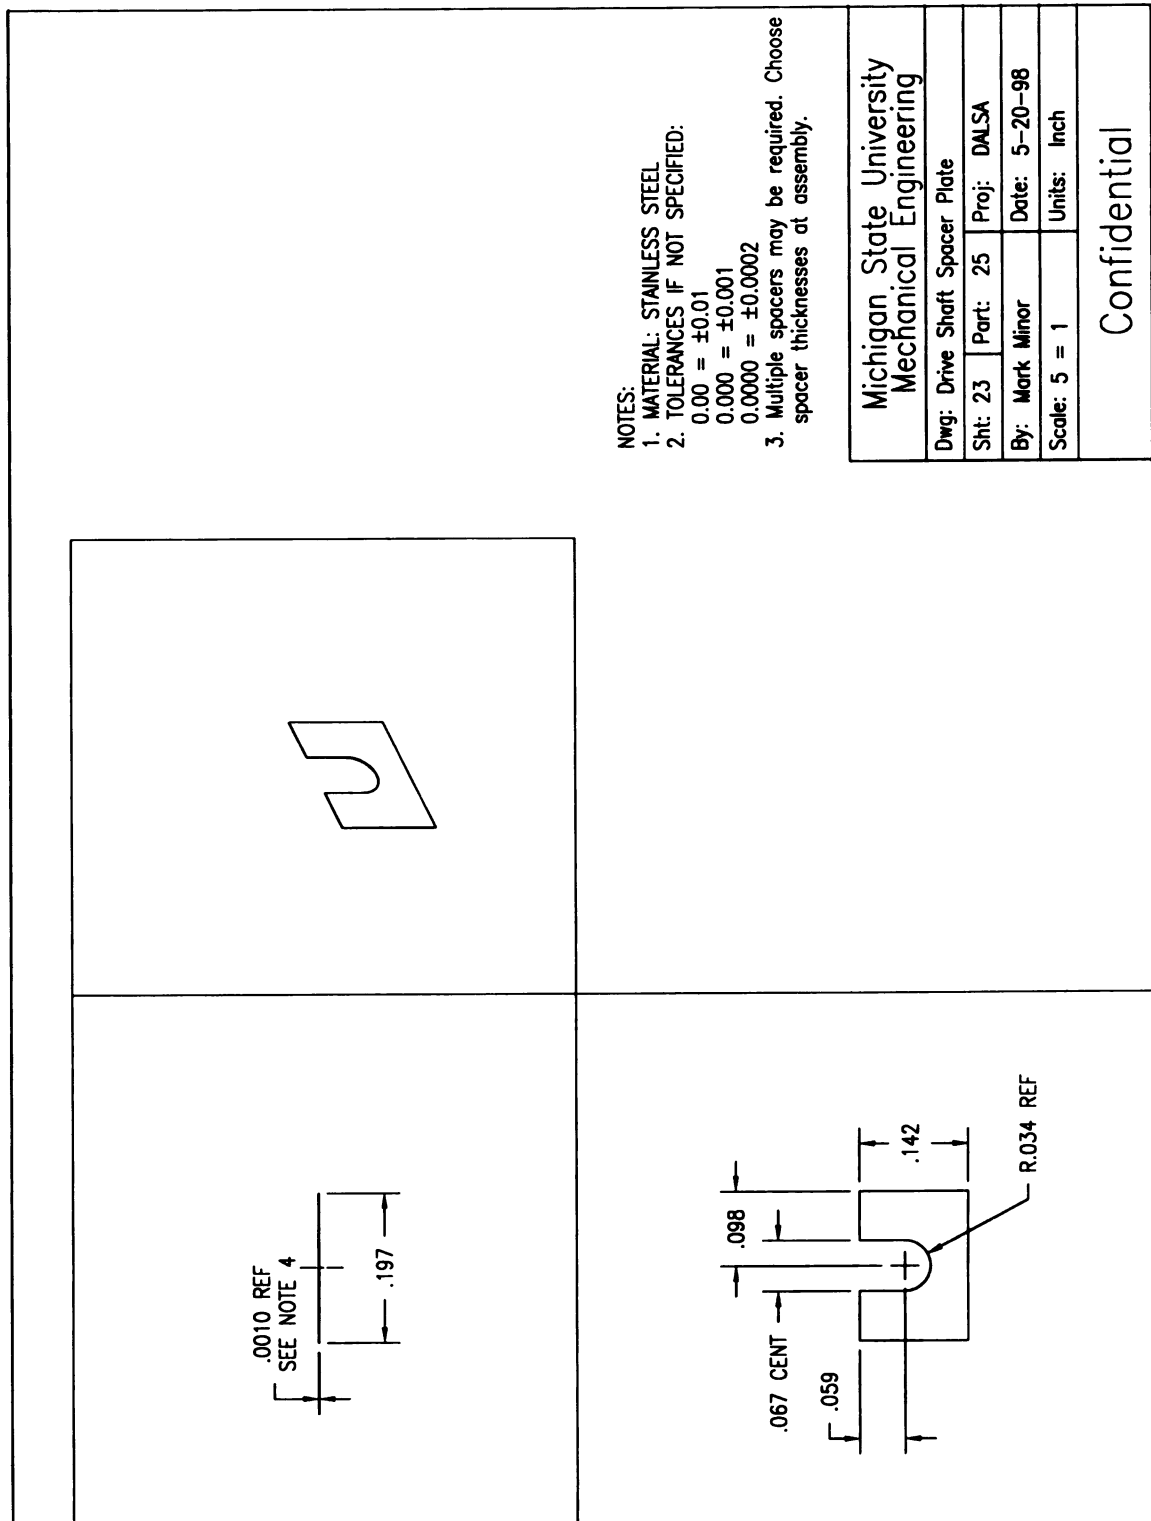 .0010 REF
SEE NOTE 4
.197
.067 CENT
.098
.059
.142
R.034 REF
NOTES:
1. MATERIAL: STAINLESS STEEL
2. TOLERANCES IF NOT SPECIFIED:
0.00 = ±0.01
0.000 = ±0.001
0.0000 = ±0.0002
3. Multiple spacers may be required. Choose
spacer thicknesses at assembly.
Michigan State University
Mechanical Engineering
Dwg: Drive Shaft Spacer Plate
Sht: 23 Part: 25 Proj: DALSA
By: Mark Minor Date: 5-20-98
Scale: 5 = 1 Units: Inch
Confidential